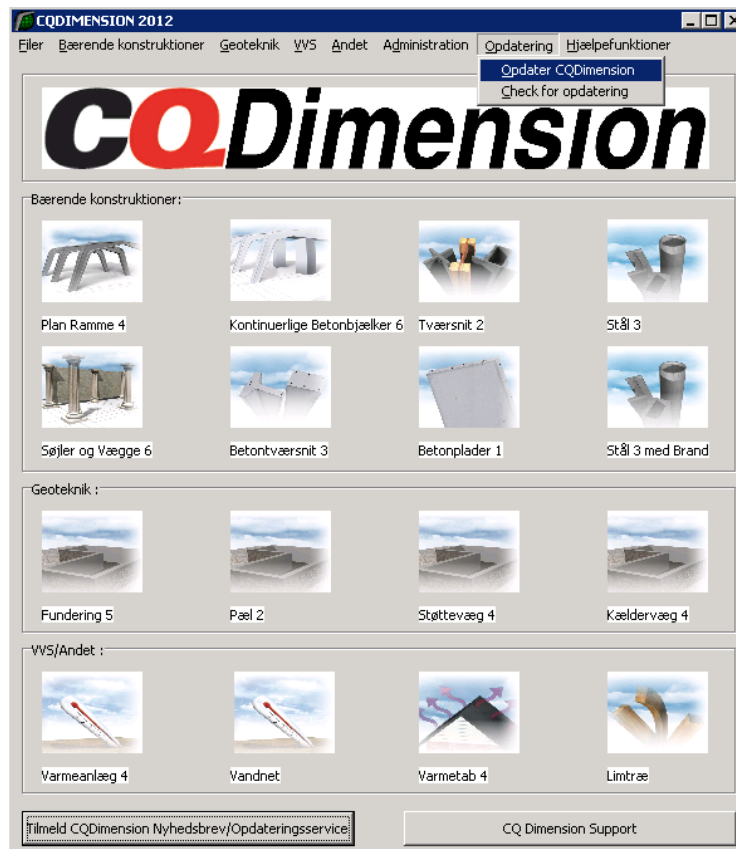 CQDIMENSION 2012
Filer Bærende konstruktioner Geoteknik VVS Andet Administration Opdatering Hjælpefunktioner
Opdater CQDimension
Check for opdatering
CQDimension
Bærende konstruktioner:
Plan Ramme 4 Kontinuerlige Betonbjælker 6 Tværsnit 2 Stål 3
Søjler og Vægge 6 Betontværsnit 3 Betonplader 1 Stål 3 med Brand
Geoteknik :
Fundering 5 Pæl 2 Støttevæg 4 Kældervæg 4
VVS/Andet :
Varmeanlæg 4 Vandnet Varmetab 4 Limtræ
Tilmeld CQDimension Nyhedsbrev/Opdateringsservice CQ Dimension Support